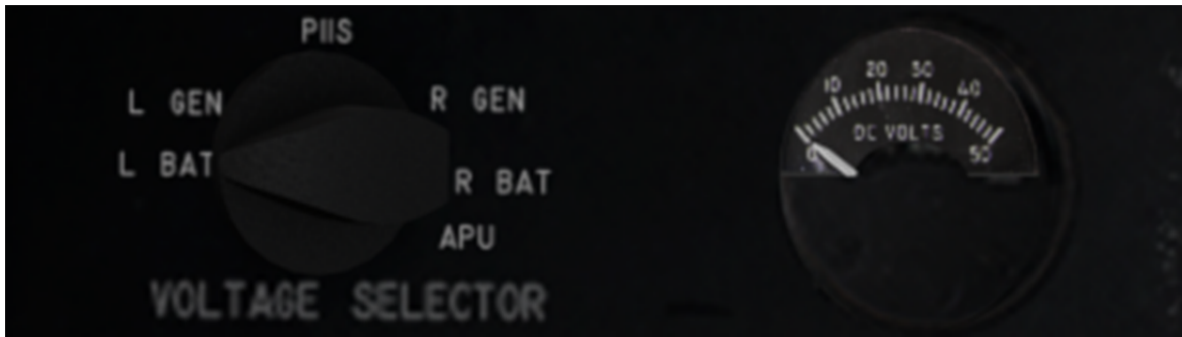 PIIS
L GEN
R GEN
L BAT
R BAT
APU
VOLTAGE SELECTOR
0 10 20 30 40 50
DC VOLTS